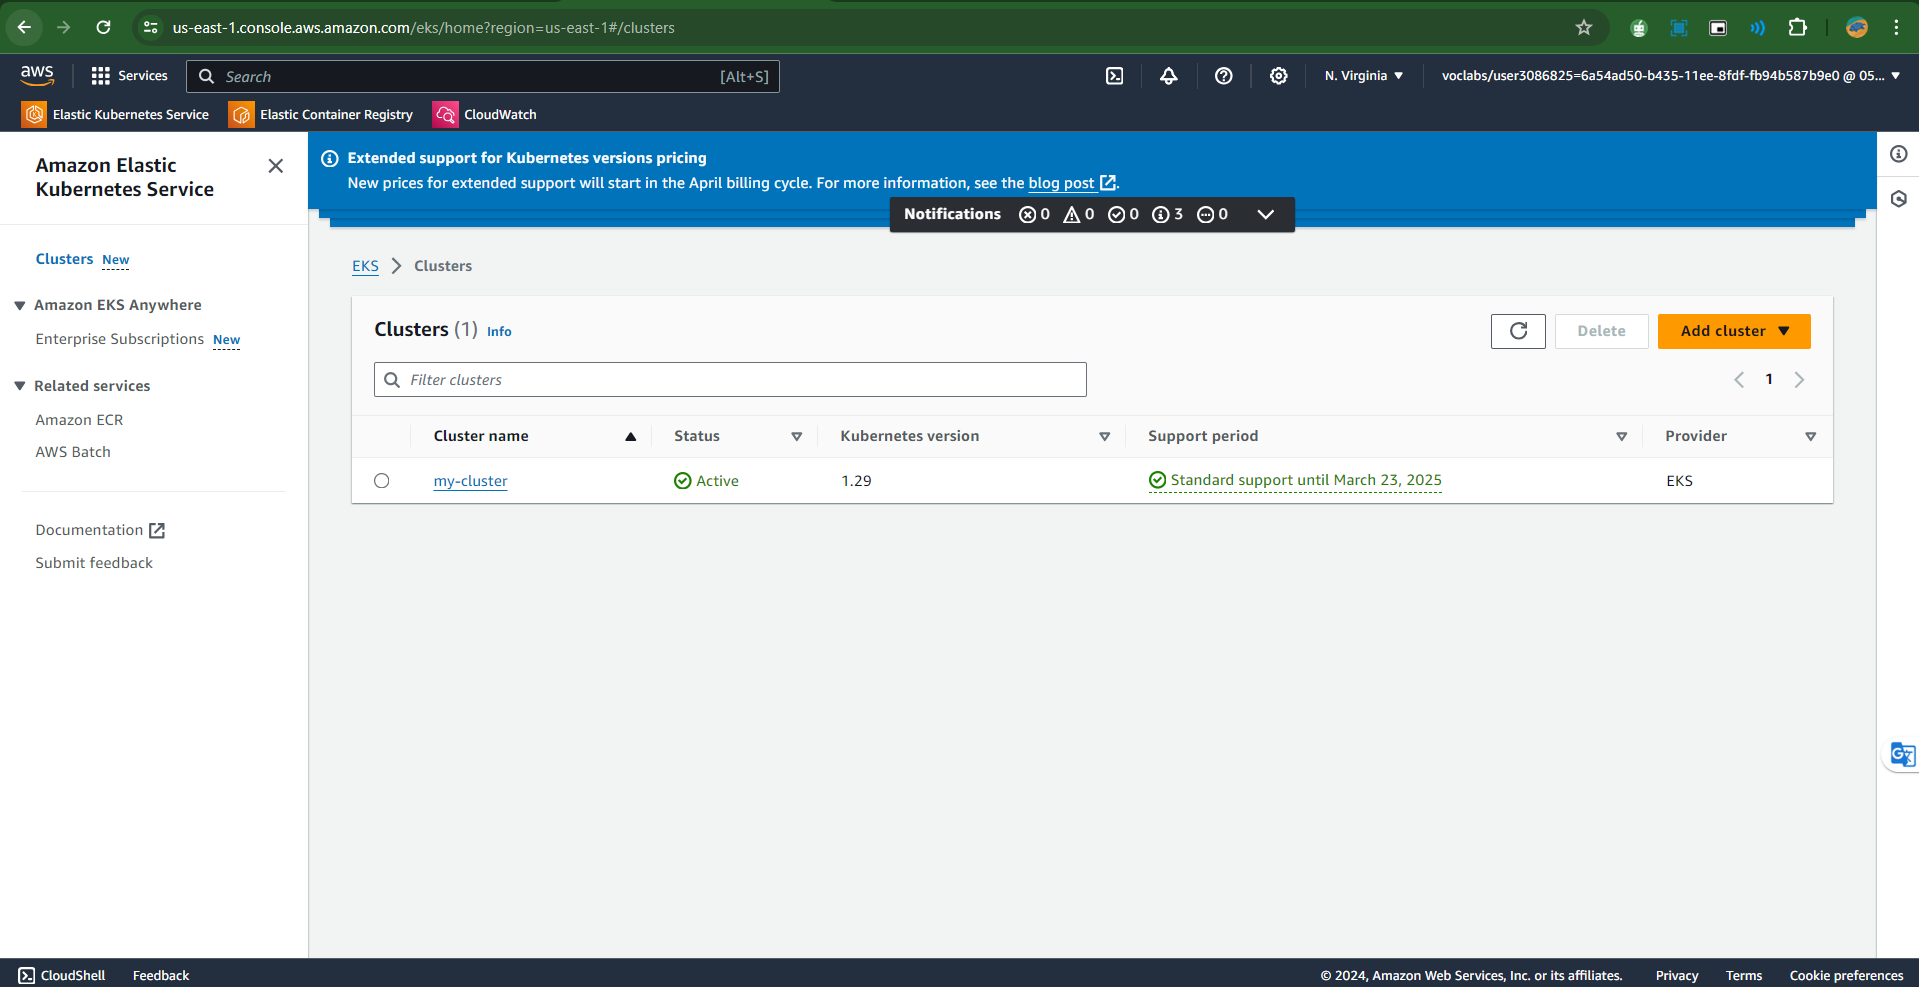 us-east-1.console.aws.amazon.com/eks/home?region=us-east-1#/clusters
aws Services Search [Alt+S] N. Virginia voclabs/user3086825=6a54ad50-b435-11ee-8fdf-fb94b587b9e0 @ 05...
Elastic Kubernetes Service Elastic Container Registry CloudWatch
Amazon Elastic
Kubernetes Service
Clusters New
Amazon EKS Anywhere
Enterprise Subscriptions New
Related services
Amazon ECR
AWS Batch
Documentation
Submit feedback
Extended support for Kubernetes versions pricing
New prices for extended support will start in the April billing cycle. For more information, see the blog post.
Notifications 0 0 0 3 0
EKS Clusters
Clusters (1) Info
Delete Add cluster
Filter clusters
1
Cluster name Status Kubernetes version Support period Provider
my-cluster Active 1.29 Standard support until March 23, 2025 EKS
CloudShell Feedback © 2024, Amazon Web Services, Inc. or its affiliates. Privacy Terms Cookie preferences